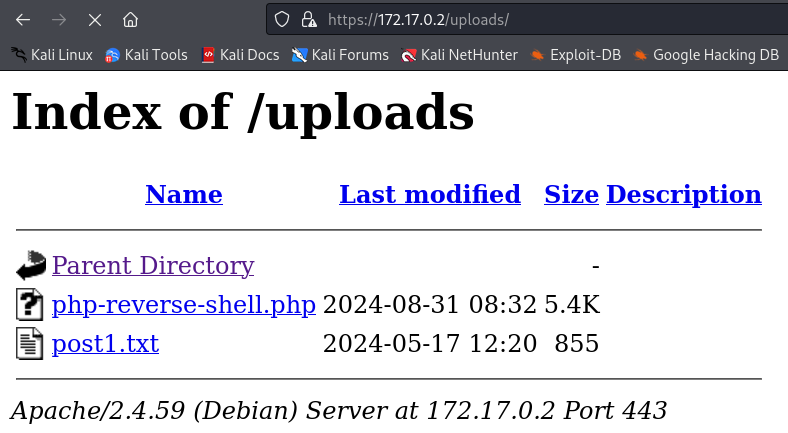 https://172.17.0.2/uploads/
Kali Linux Kali Tools Kali Docs Kali Forums Kali NetHunter Exploit-DB Google Hacking DB
Index of /uploads
Name Last modified Size Description
Parent Directory -
php-reverse-shell.php 2024-08-31 08:32 5.4K
post1.txt 2024-05-17 12:20 855
Apache/2.4.59 (Debian) Server at 172.17.0.2 Port 443